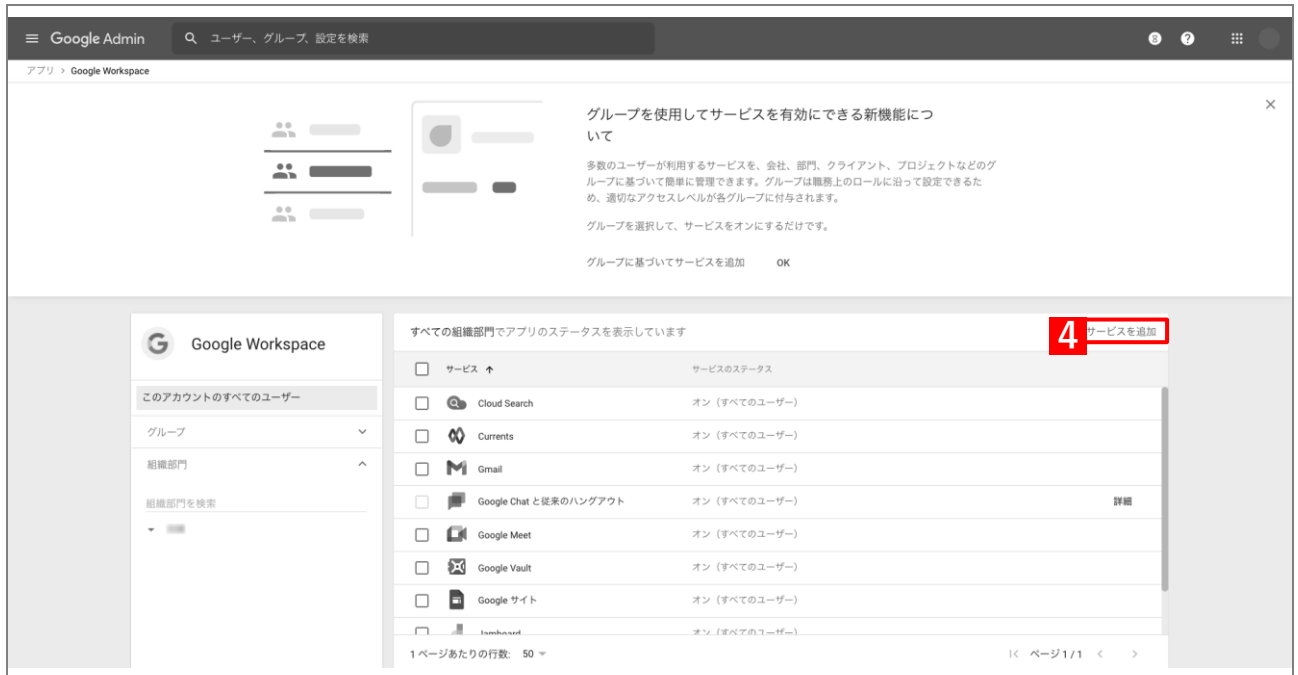 Google Admin
ユーザー、グループ、設定を検索
アプリ > Google Workspace
グループを使用してサービスを有効にできる新機能につ
いて
多数のユーザーが利用するサービスを、会社、部門、クライアント、プロジェクトなどのグ
ループに基づいて簡単に管理できます。グループは職務上のロールに沿って設定できるた
め、適切なアクセスレベルが各グループに付与されます。
グループを選択して、サービスをオンにするだけです。
グループに基づいてサービスを追加 OK
Google Workspace
このアカウントのすべてのユーザー
グループ
組織部門
組織部門を検索
すべての組織部門でアプリのステータスを表示しています
4
サービスを追加
サービス サービスのステータス
Cloud Search オン（すべてのユーザー）
Currents オン（すべてのユーザー）
Gmail オン（すべてのユーザー）
Google Chat と従来のハングアウト オン（すべてのユーザー） 詳細
Google Meet オン（すべてのユーザー）
Google Vault オン（すべてのユーザー）
Google サイト オン（すべてのユーザー）
Jamboard オン（すべてのユーザー）
1 ページあたりの行数: 50
ページ 1 / 1